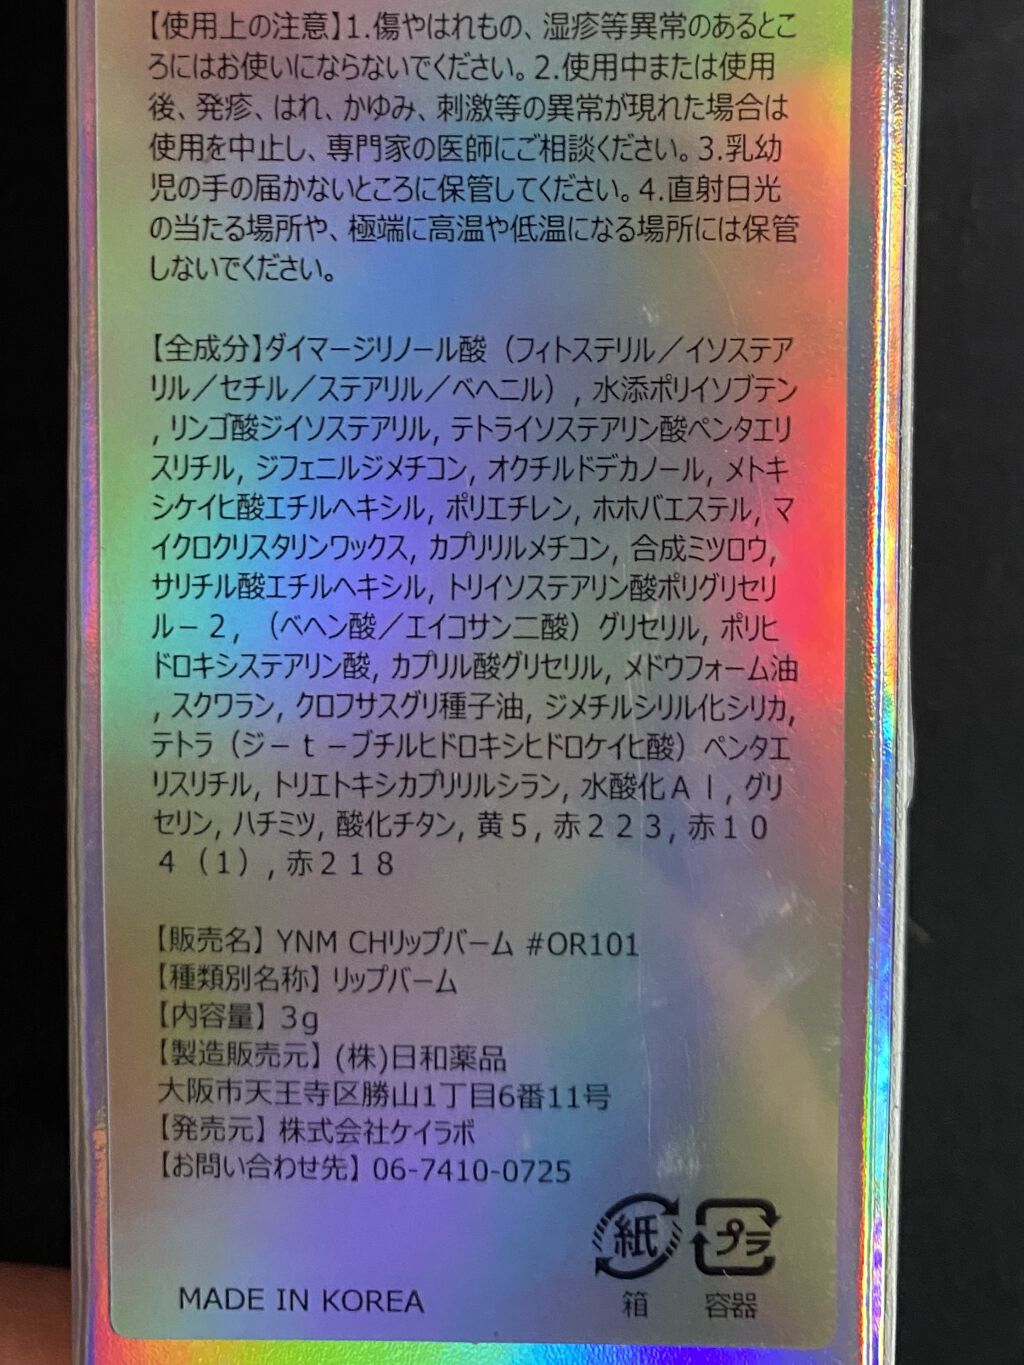 【使用上の注意】1.傷やはれもの、湿疹等異常のあるとこ
ろにはお使いにならないでください。2.使用中または使用
後、発疹、はれ、かゆみ、刺激等の異常が現れた場合は
使用を中止し、専門家の医師にご相談ください。3.乳幼
児の手の届かないところに保管してください。4.直射日光
の当たる場所や、極端に高温や低温になる場所には保管
しないでください。
【全成分】ダイマージリノール酸（フィトステリル／イソステア
リル／セチル／ステアリル／ベヘニル）, 水添ポリイソブテン
, リンゴ酸ジイソステアリル, テトライソステアリン酸ペンタエリ
スリチル, ジフェニルジメチコン, オクチルドデカノール, メトキ
シケイヒ酸エチルヘキシル, ポリエチレン, ホホバエステル, マ
イクロクリスタリンワックス, カプリリルメチコン, 合成ミツロウ,
サリチル酸エチルヘキシル, トリイソステアリン酸ポリグリセリ
ル－２, （ベヘン酸／エイコサン二酸）グリセリル, ポリヒ
ドロキシステアリン酸, カプリル酸グリセリル, メドウフォーム油
, スクワラン, クロフサスグリ種子油, ジメチルシリル化シリカ,
テトラ（ジ－ｔ－ブチルヒドロキシヒドロケイヒ酸）ペンタエ
リスリチル, トリエトキシカプリリルシラン, 水酸化Ａｌ, グリ
セリン, ハチミツ, 酸化チタン, 黄５, 赤２２３, 赤１０
４（１）, 赤２１８
【販売名】 YNM CHリップバーム #OR101
【種類別名称】 リップバーム
【内容量】 3g
【製造販売元】 (株)日和薬品
大阪市天王寺区勝山1丁目6番11号
【発売元】 株式会社ケイラボ
【お問い合わせ先】 06-7410-0725
紙 プラ
箱 容器
MADE IN KOREA